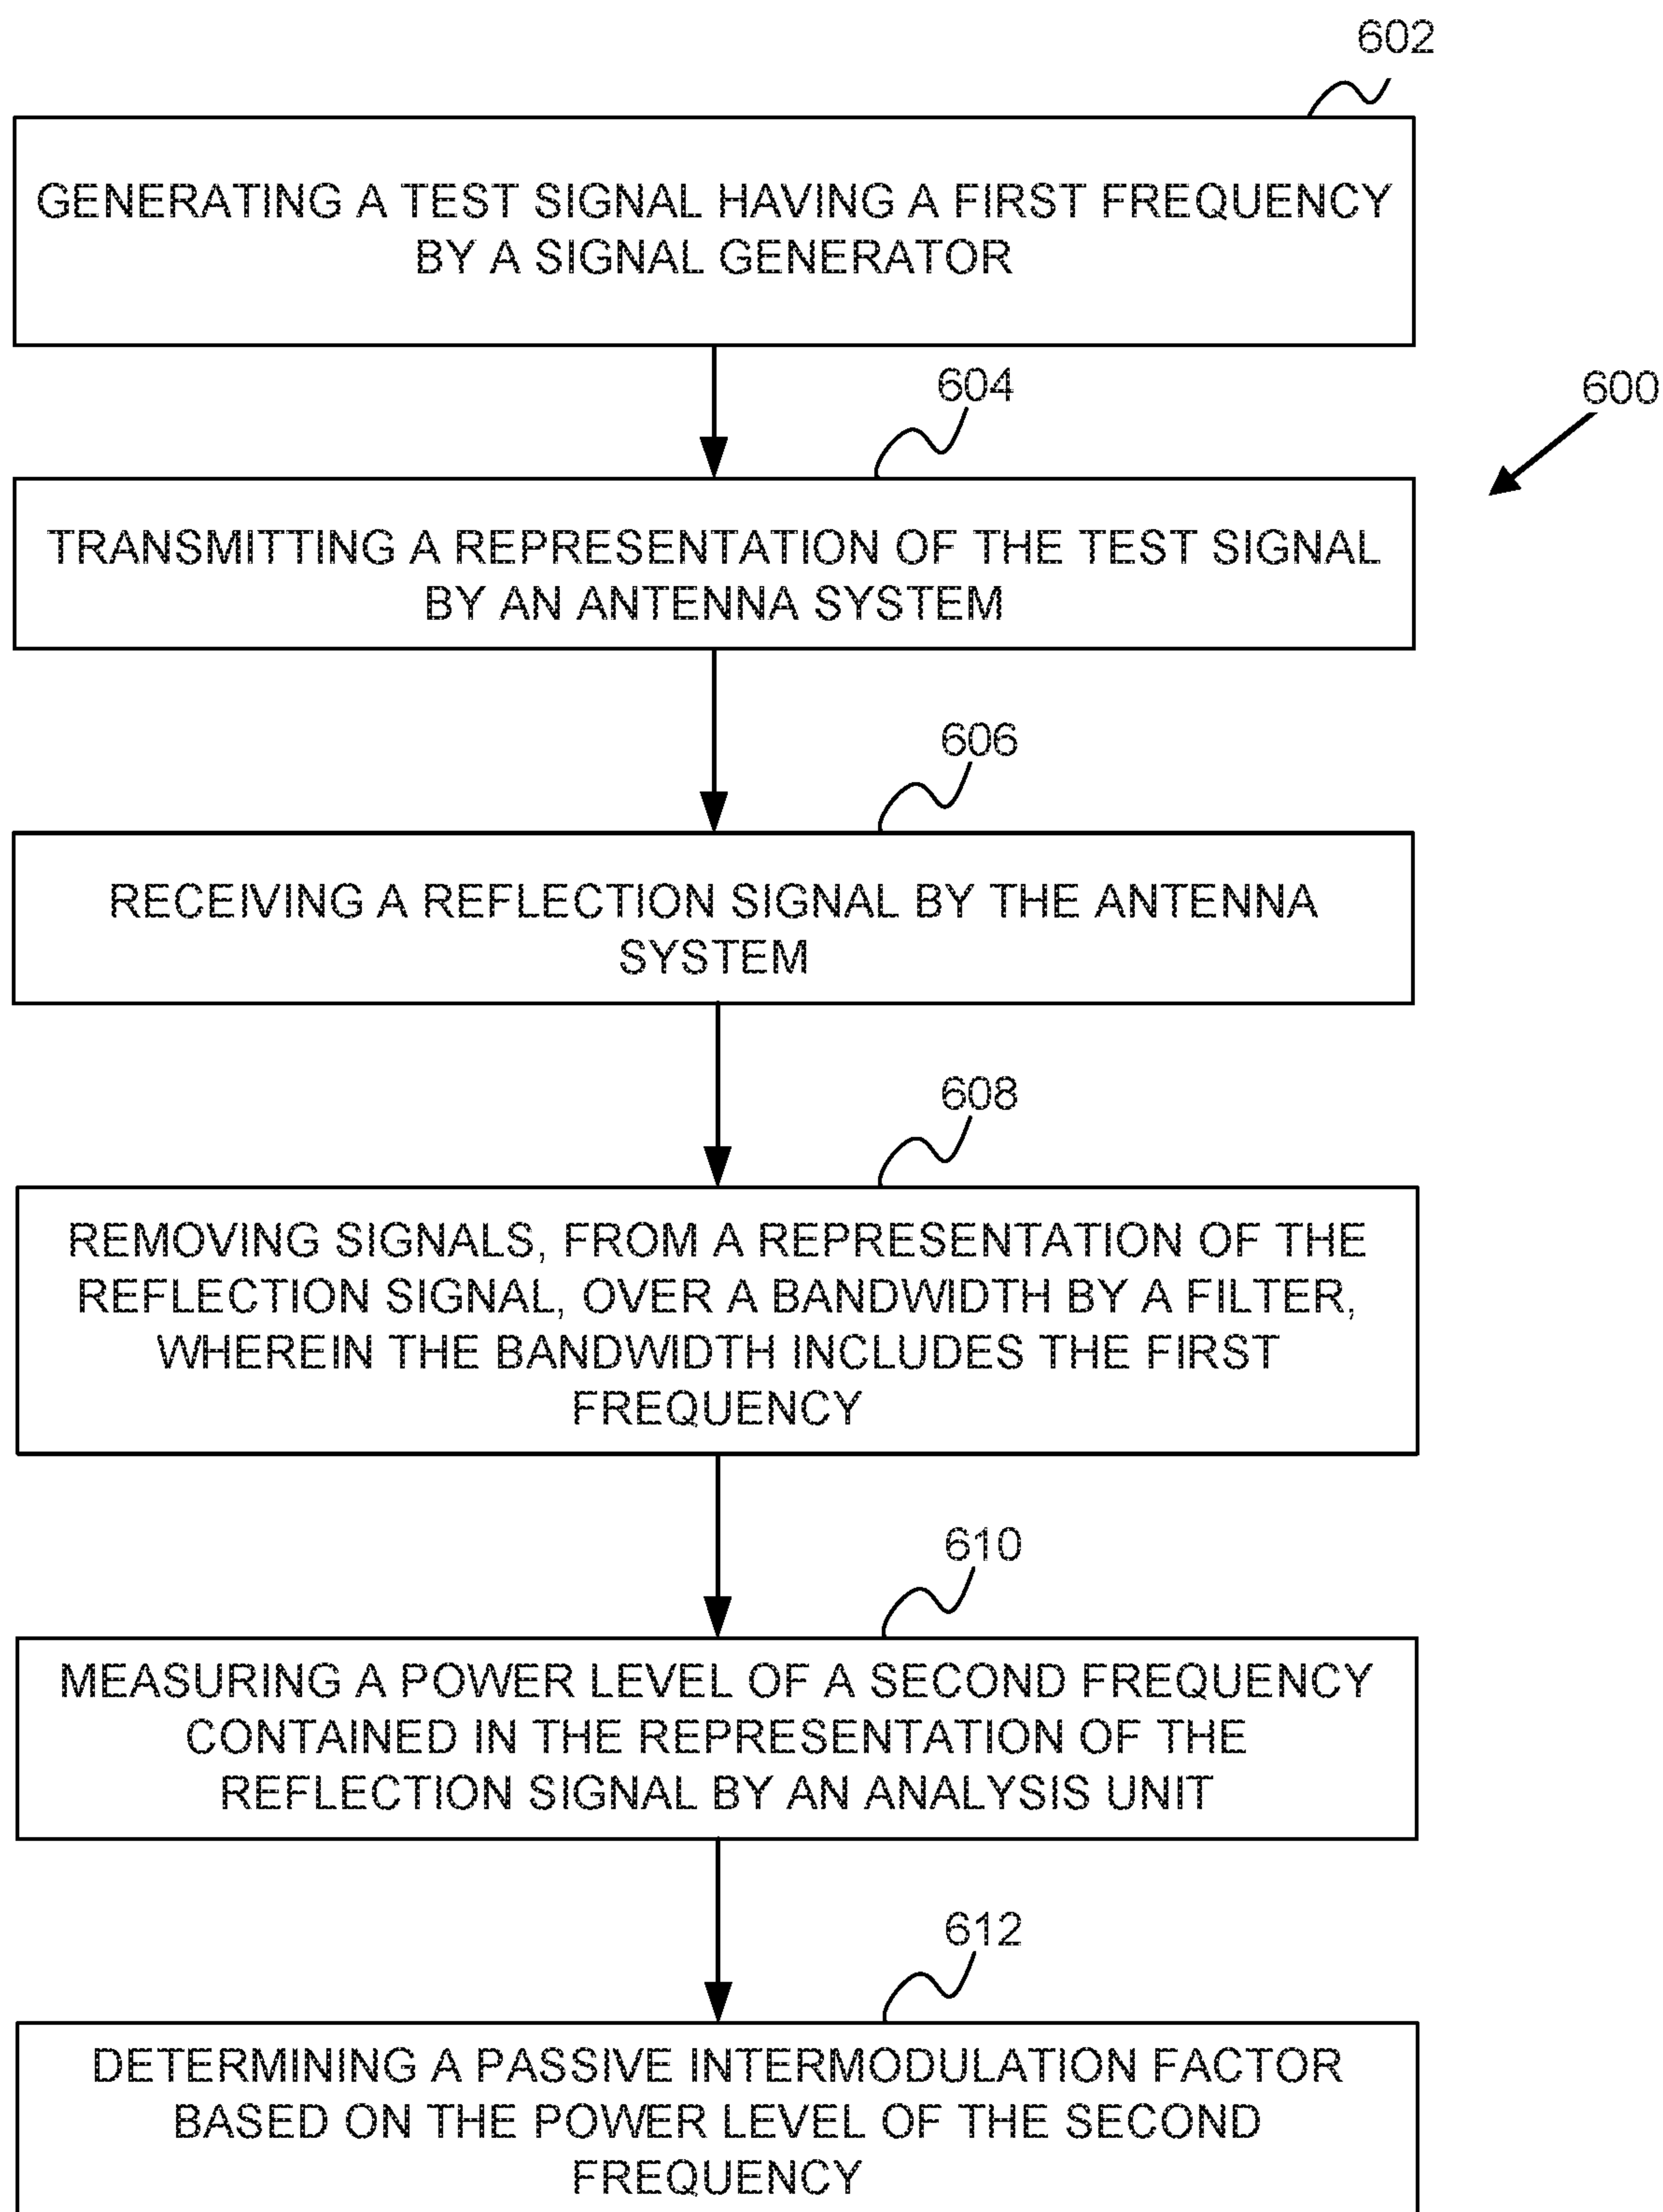 602
GENERATING A TEST SIGNAL HAVING A FIRST FREQUENCY
BY A SIGNAL GENERATOR
604
600
TRANSMITTING A REPRESENTATION OF THE TEST SIGNAL
BY AN ANTENNA SYSTEM
606
RECEIVING A REFLECTION SIGNAL BY THE ANTENNA
SYSTEM
608
REMOVING SIGNALS, FROM A REPRESENTATION OF THE
REFLECTION SIGNAL, OVER A BANDWIDTH BY A FILTER,
WHEREIN THE BANDWIDTH INCLUDES THE FIRST
FREQUENCY
610
MEASURING A POWER LEVEL OF A SECOND FREQUENCY
CONTAINED IN THE REPRESENTATION OF THE
REFLECTION SIGNAL BY AN ANALYSIS UNIT
612
DETERMINING A PASSIVE INTERMODULATION FACTOR
BASED ON THE POWER LEVEL OF THE SECOND
FREQUENCY